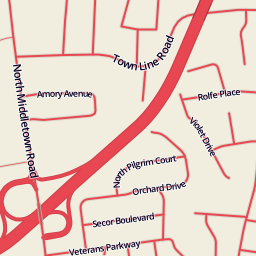 Town Line Road
North Middletown Road
Amory Avenue
Rolfe Place
Violet Drive
North Pilgrim Court
Orchard Drive
Secor Boulevard
Veterans Parkway